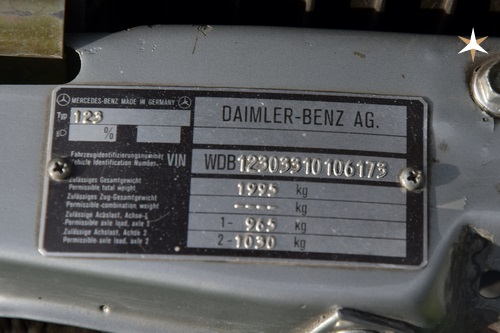 MERCEDES-BENZ MADE IN GERMANY
DAIMLER-BENZ AG.
Typ 123
%
Fahrzeugidentifizierungsnummer
Vehicle Identification Number
VIN WDB12303310106173
Zulässiges Gesamtgewicht
Permissible total weight
1995 kg
Zulässiges Zug-Gesamtgewicht
Permissible combination weight
---- kg
Zulässige Achslast, Achse 1
Permissible axle load, axle 1
1- 965 kg
Zulässige Achslast, Achse 2
Permissible axle load, axle 2
2- 1030 kg